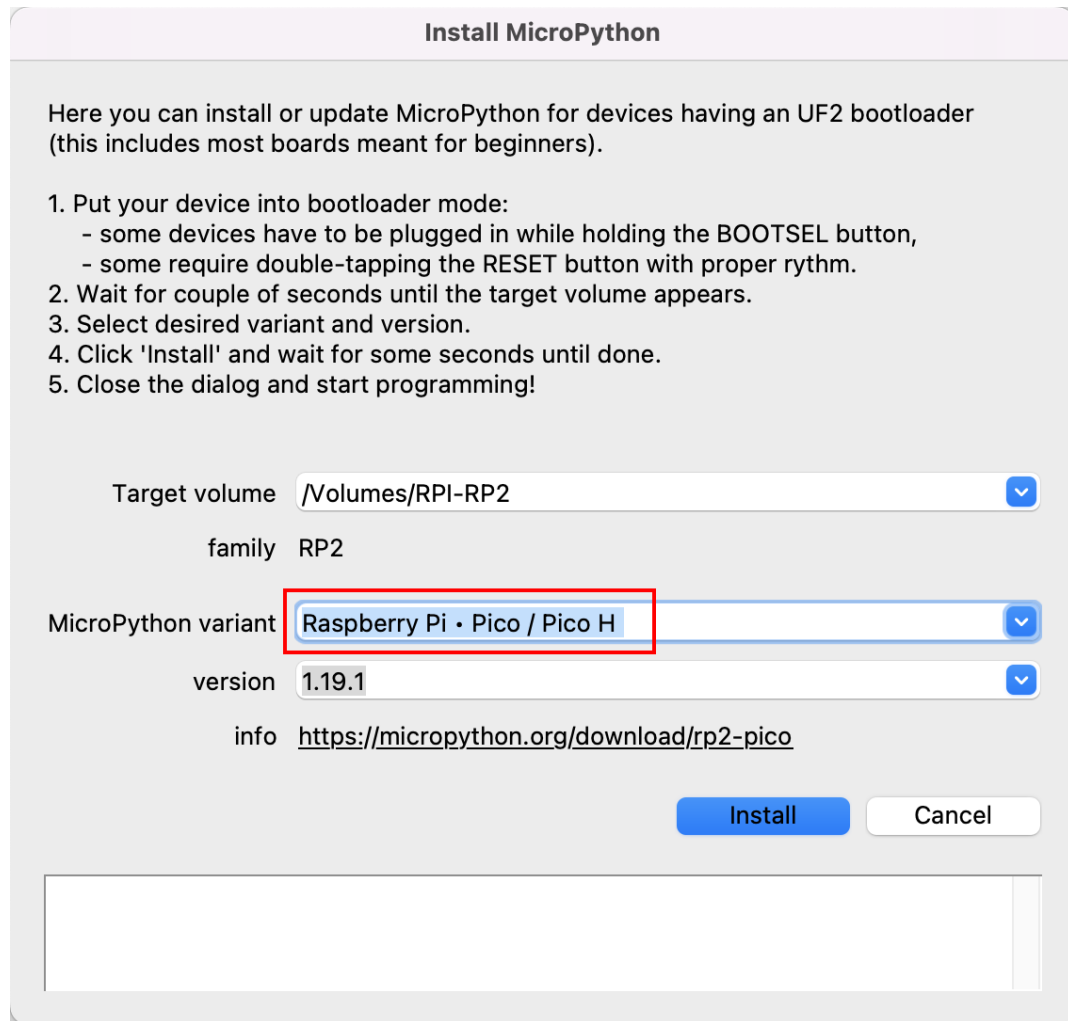 Install MicroPython
Here you can install or update MicroPython for devices having an UF2 bootloader
(this includes most boards meant for beginners).
1. Put your device into bootloader mode:
- some devices have to be plugged in while holding the BOOTSEL button,
- some require double-tapping the RESET button with proper rythm.
2. Wait for couple of seconds until the target volume appears.
3. Select desired variant and version.
4. Click 'Install' and wait for some seconds until done.
5. Close the dialog and start programming!
Target volume /Volumes/RPI-RP2
family RP2
MicroPython variant Raspberry Pi • Pico / Pico H
version 1.19.1
info https://micropython.org/download/rp2-pico
Install Cancel